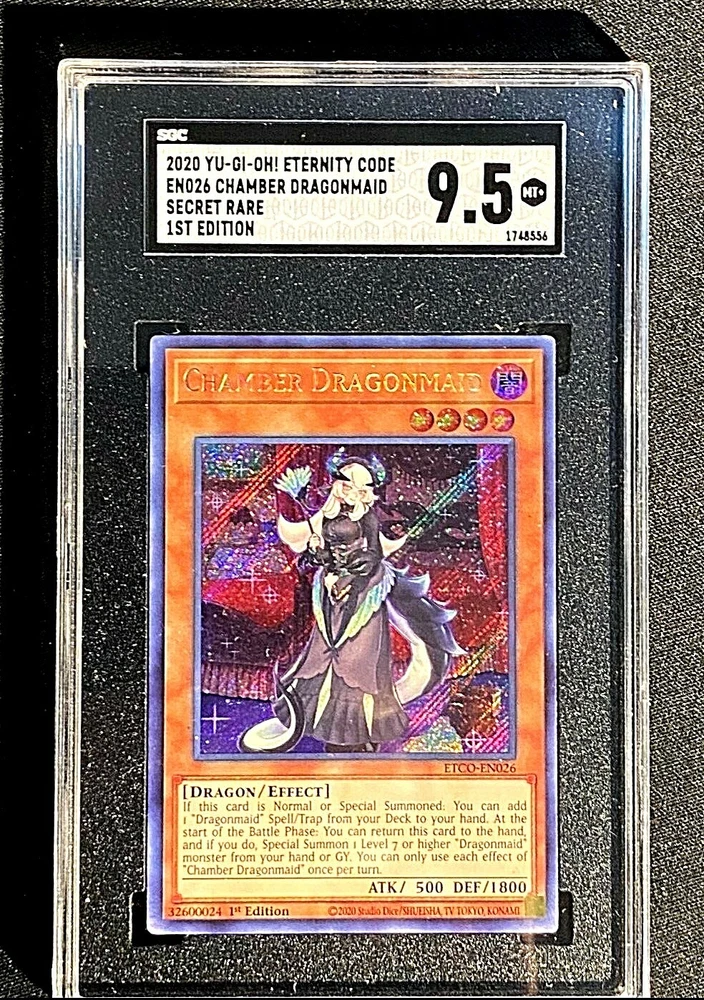 SGC
2020 YU-GI-OH! ETERNITY CODE
EN026 CHAMBER DRAGONMAID
SECRET RARE
1ST EDITION
9.5
MT+
1748556
CHAMBER DRAGONMAID
闇
ETCO-EN026
[DRAGON/EFFECT]
If this card is Normal or Special Summoned: You can add
1 "Dragonmaid" Spell/Trap from your Deck to your hand. At the
start of the Battle Phase: You can return this card to the hand,
and if you do, Special Summon 1 Level 7 or higher "Dragonmaid"
monster from your hand or GY. You can only use each effect of
"Chamber Dragonmaid" once per turn.
ATK/ 500 DEF/1800
32600024 1st Edition
©2020 Studio Dice/SHUEISHA, TV TOKYO, KONAMI